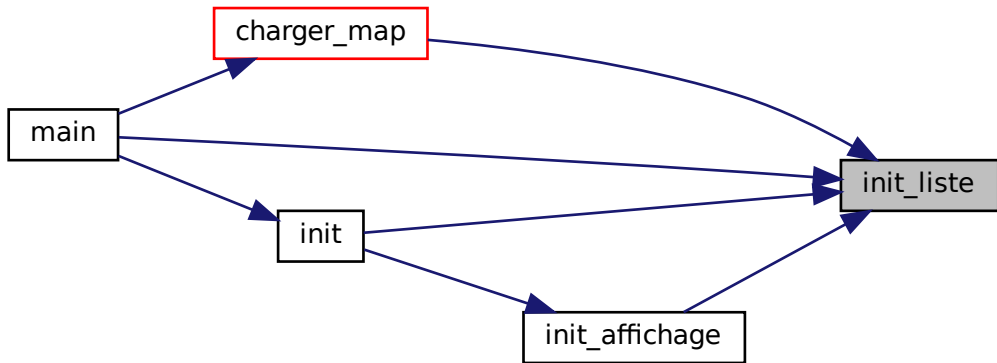 charger_map
main
init_liste
init
init_affichage